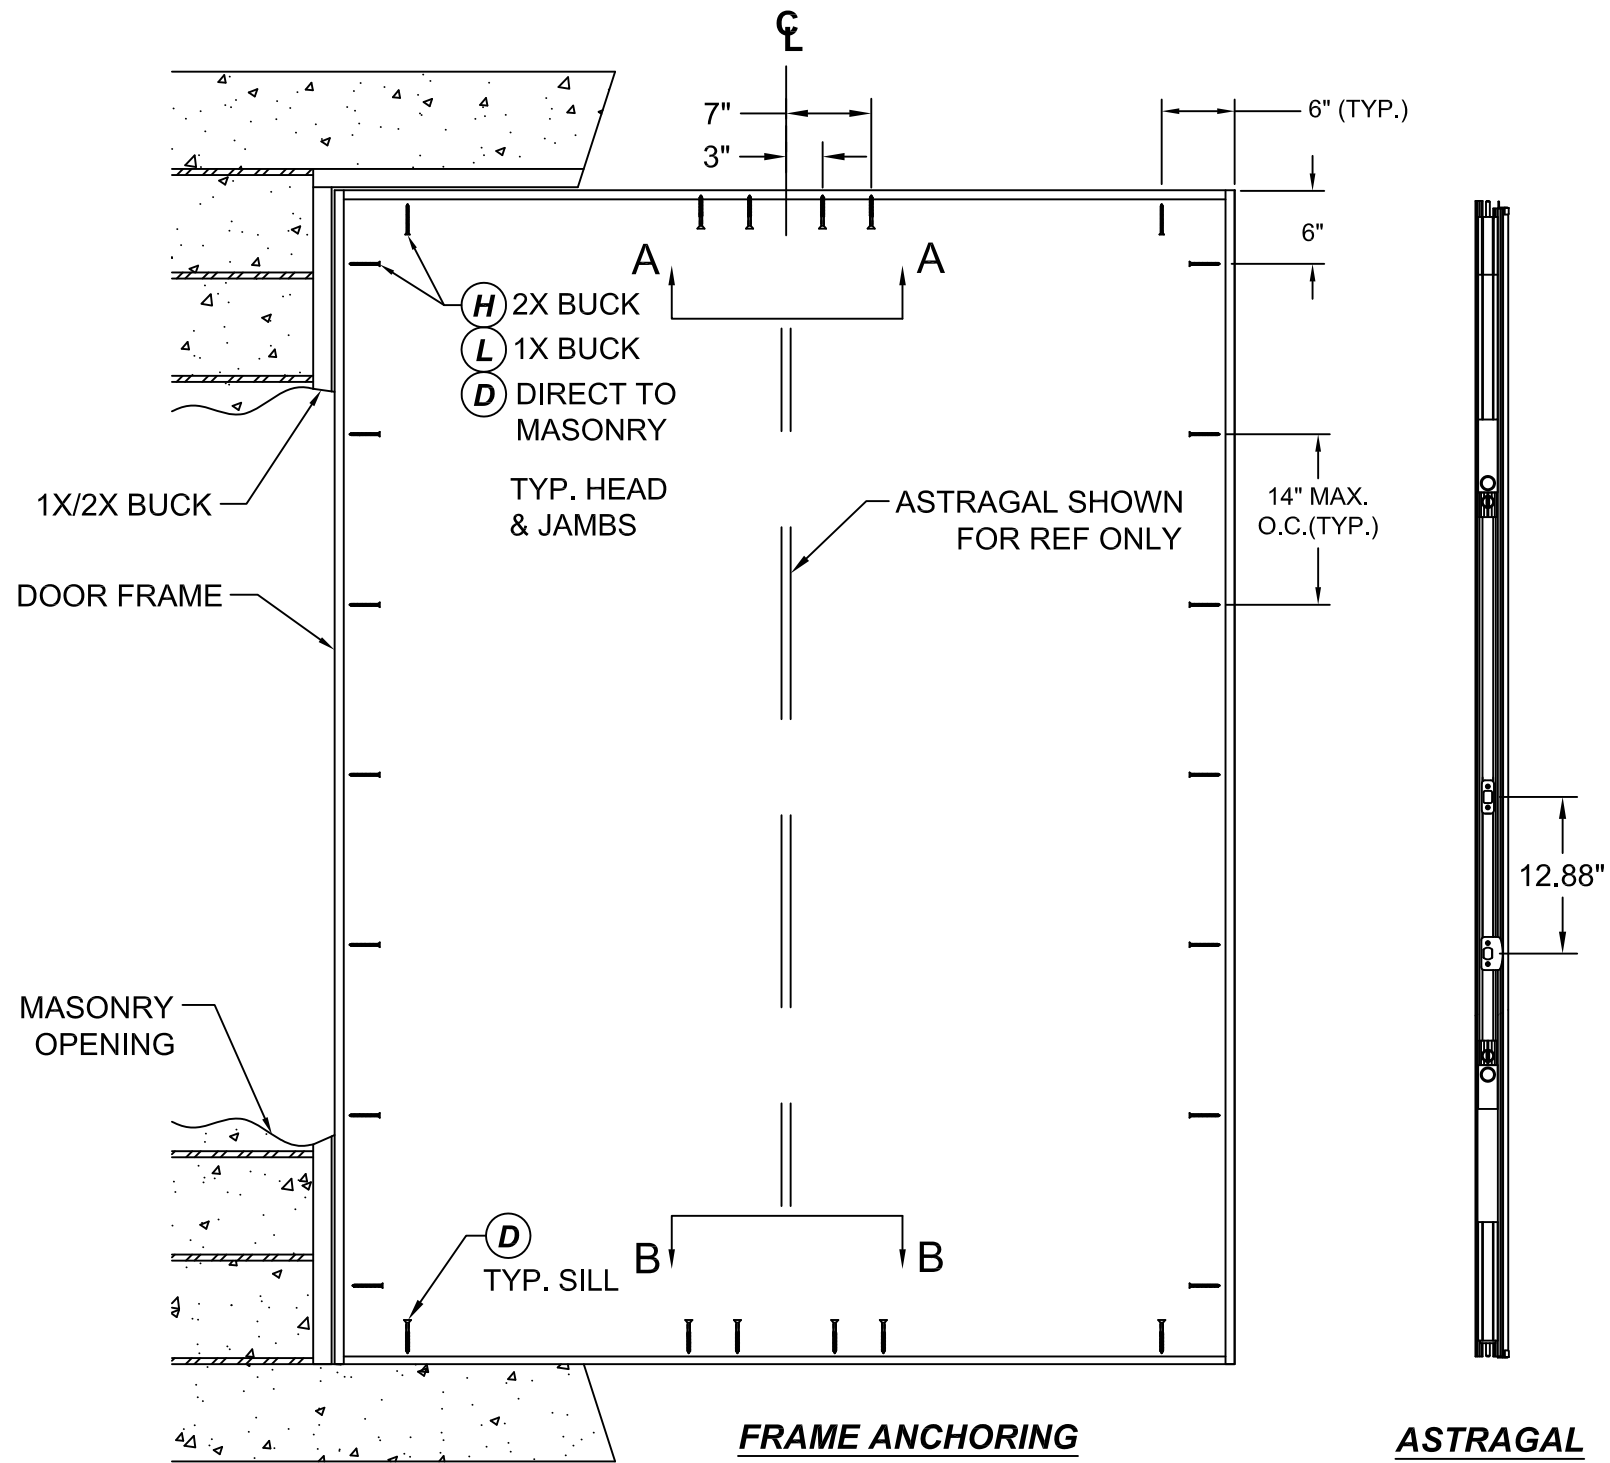 CL
7"
3"
6" (TYP.)
6"
A A
H 2X BUCK
L 1X BUCK
D DIRECT TO
MASONRY
TYP. HEAD
& JAMBS
1X/2X BUCK
ASTRAGAL SHOWN
FOR REF ONLY
14" MAX.
O.C.(TYP.)
DOOR FRAME
12.88"
MASONRY
OPENING
D
TYP. SILL
B B
FRAME ANCHORING
ASTRAGAL